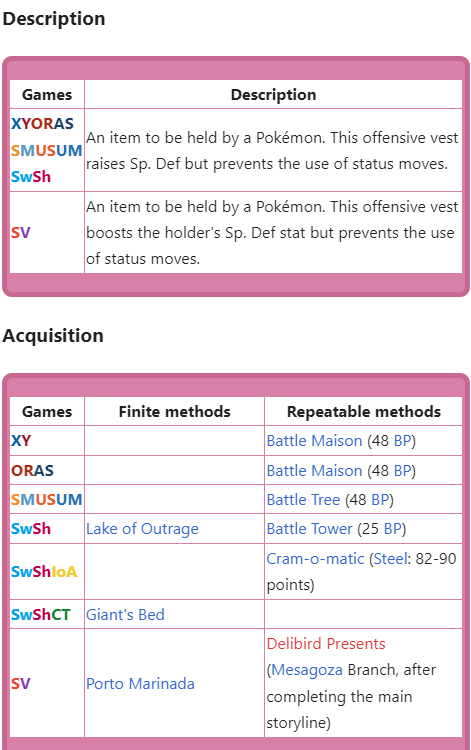 Description
Games Description
XYORAS
SMUSUM
SwSh
An item to be held by a Pokémon. This offensive vest
raises Sp. Def but prevents the use of status moves.
SV
An item to be held by a Pokémon. This offensive vest
boosts the holder's Sp. Def stat but prevents the use
of status moves.
Acquisition
Games Finite methods Repeatable methods
XY Battle Maison (48 BP)
ORAS Battle Maison (48 BP)
SMUSUM Battle Tree (48 BP)
SwSh Lake of Outrage Battle Tower (25 BP)
SwShIoA Cram-o-matic (Steel: 82-90
points)
SwShCT Giant's Bed
SV Porto Marinada Delibird Presents
(Mesagoza Branch, after
completing the main
storyline)